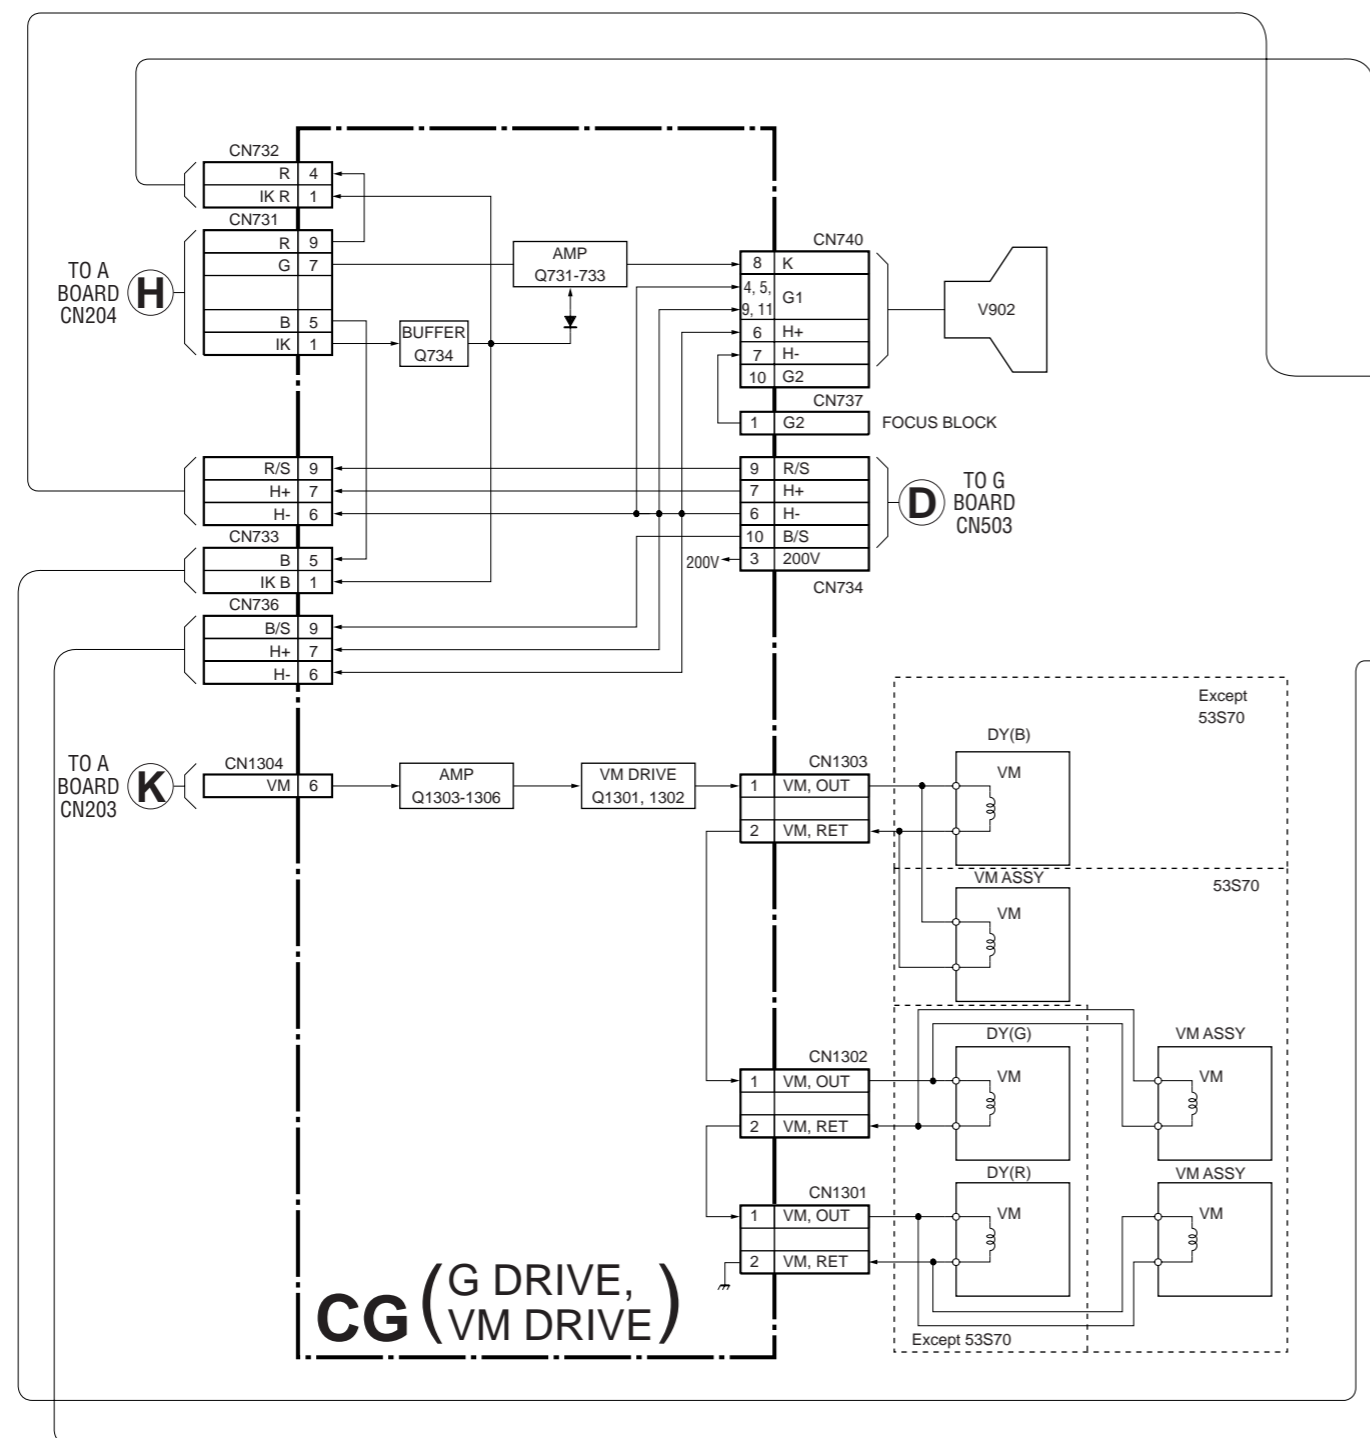 CN732
R 4
IK R 1
CN731
R 9
G 7
B 5
IK 1
TO A
BOARD
CN204
H
AMP
Q731-733
BUFFER
Q734
CN740
8 K
4, 5,
9, 11
G1
6 H+
7 H-
10 G2
V902
CN737
1 G2
FOCUS BLOCK
R/S 9
H+ 7
H- 6
CN733
B 5
IK B 1
CN736
B/S 9
H+ 7
H- 6
9 R/S
7 H+
6 H-
10 B/S
200V
3 200V
CN734
D
TO G
BOARD
CN503
TO A
BOARD
CN203
K
CN1304
VM 6
AMP
Q1303-1306
VM DRIVE
Q1301, 1302
CN1303
1 VM, OUT
2 VM, RET
Except
53S70
DY(B)
VM
53S70
VM ASSY
VM
CN1302
1 VM, OUT
2 VM, RET
DY(G)
VM
VM ASSY
VM
CN1301
1 VM, OUT
2 VM, RET
DY(R)
VM
VM ASSY
VM
Except 53S70
CG (G DRIVE,
VM DRIVE)